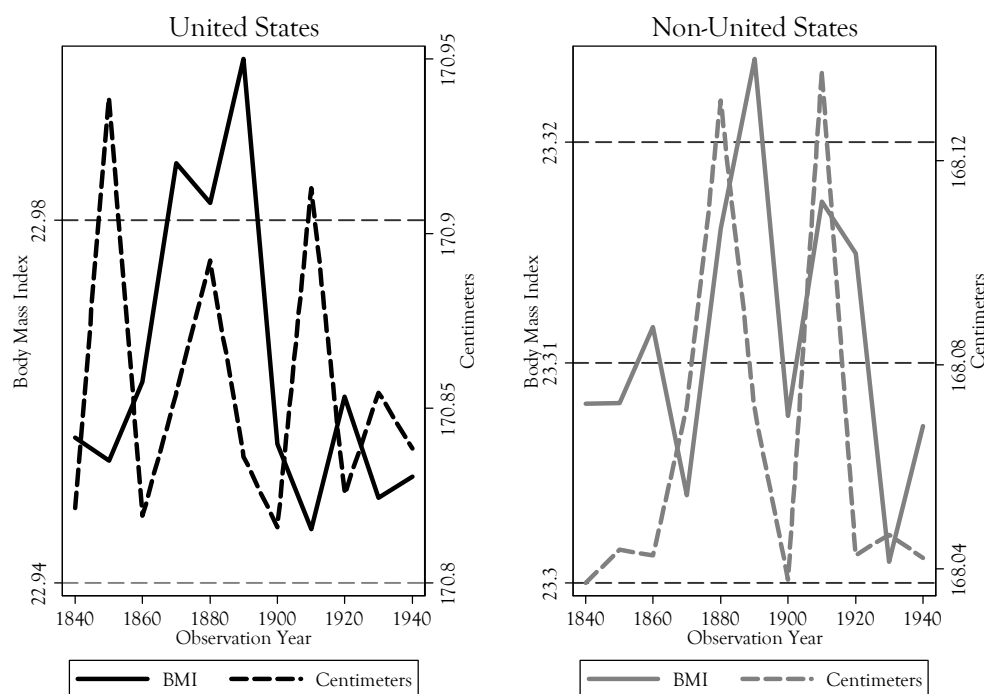 United States
Body Mass Index
22.98
22.94
170.95
170.9
170.85
170.8
Centimeters
1840 1860 1880 1900 1920 1940
Observation Year
BMI Centimeters
Non-United States
Body Mass Index
23.32
23.31
23.3
168.12
168.08
168.04
Centimeters
1840 1860 1880 1900 1920 1940
Observation Year
BMI Centimeters